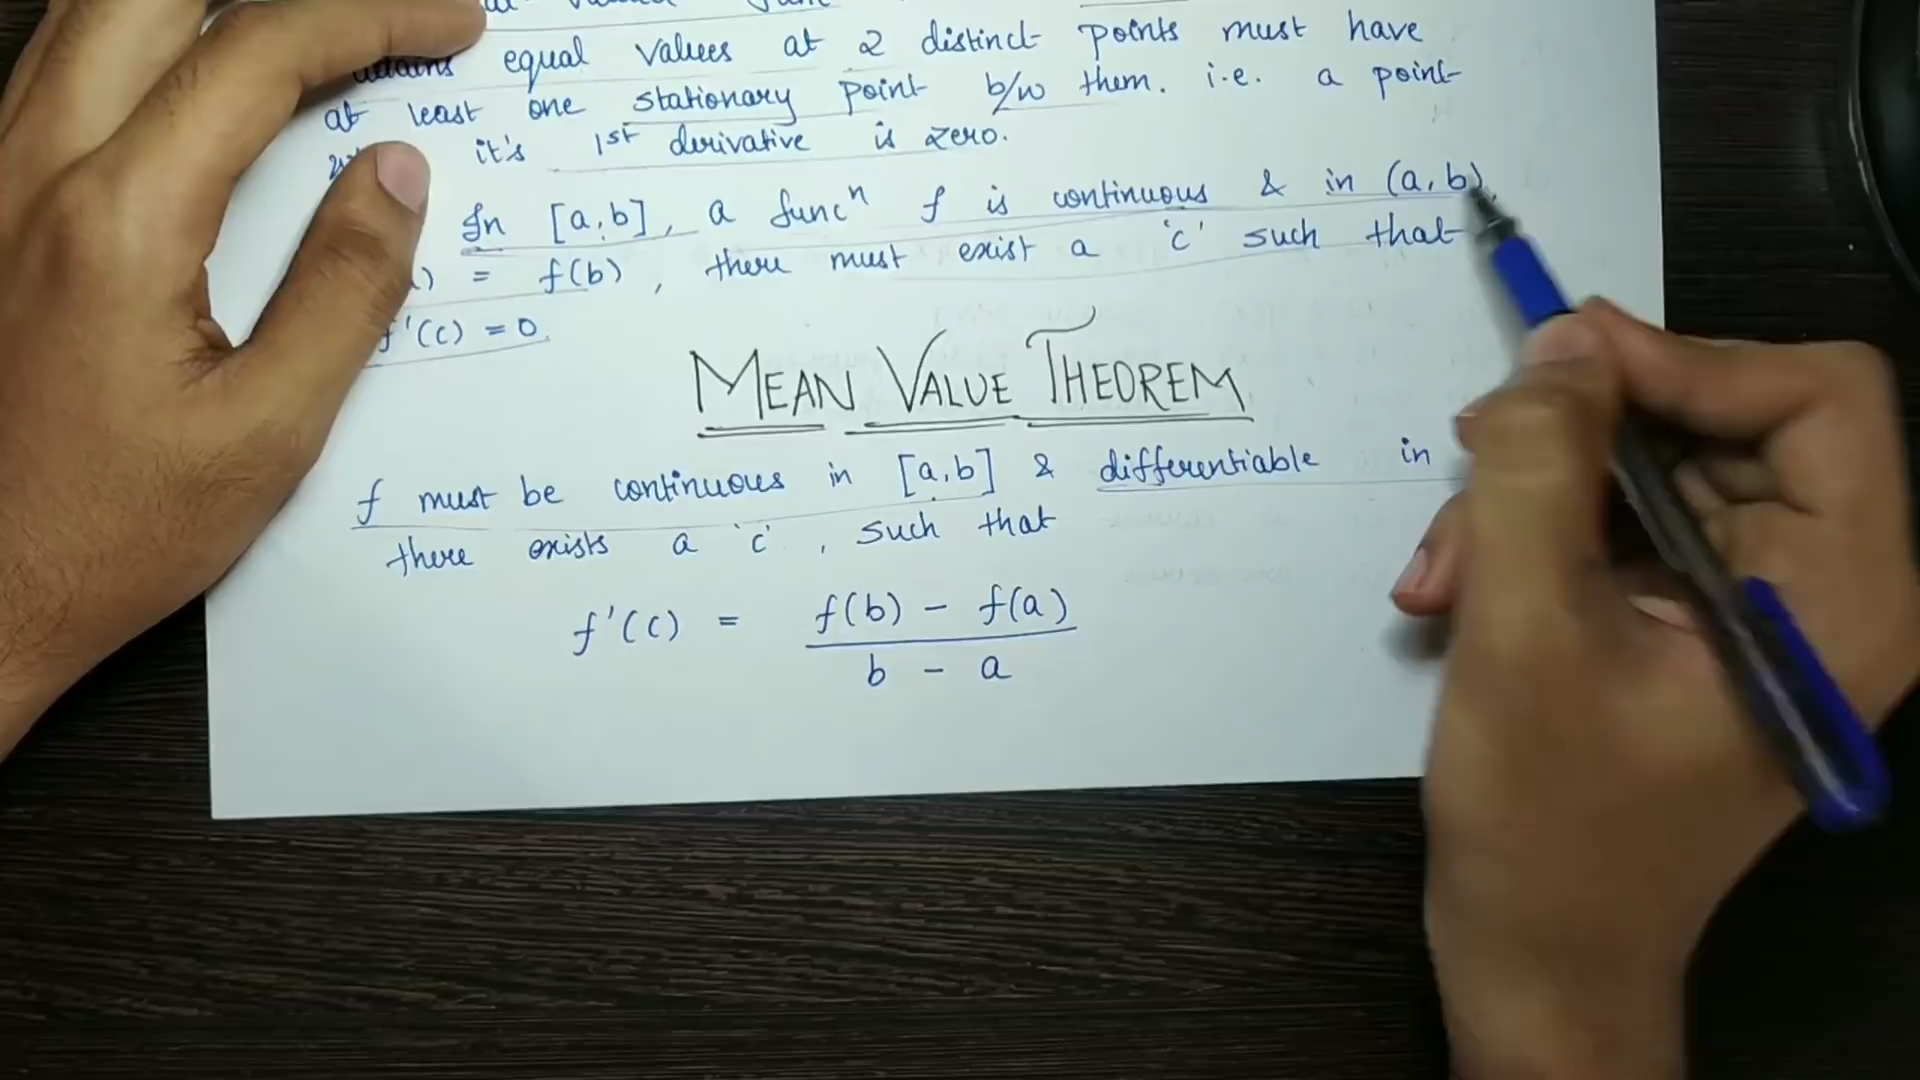 equal values at 2 distinct points must have
at least one stationary point b/w them. i.e. a point
it's 1st derivative is zero.
In [a,b], a funcⁿ f is continuous & in (a,b)
) = f(b), there must exist a 'c' such that
f'(c) = 0.
MEAN VALUE THEOREM
f must be continuous in [a,b] & differentiable in
there exists a 'c', such that
f'(c) = f(b) - f(a)
b - a